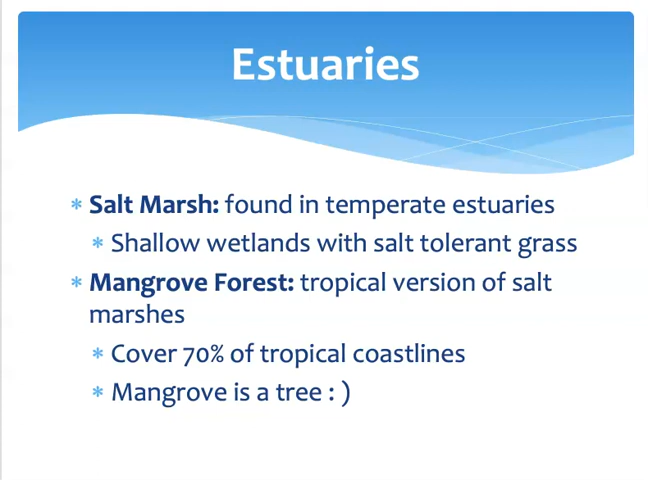 Estuaries
* Salt Marsh: found in temperate estuaries
* Shallow wetlands with salt tolerant grass
* Mangrove Forest: tropical version of salt
marshes
* Cover 70% of tropical coastlines
* Mangrove is a tree : )